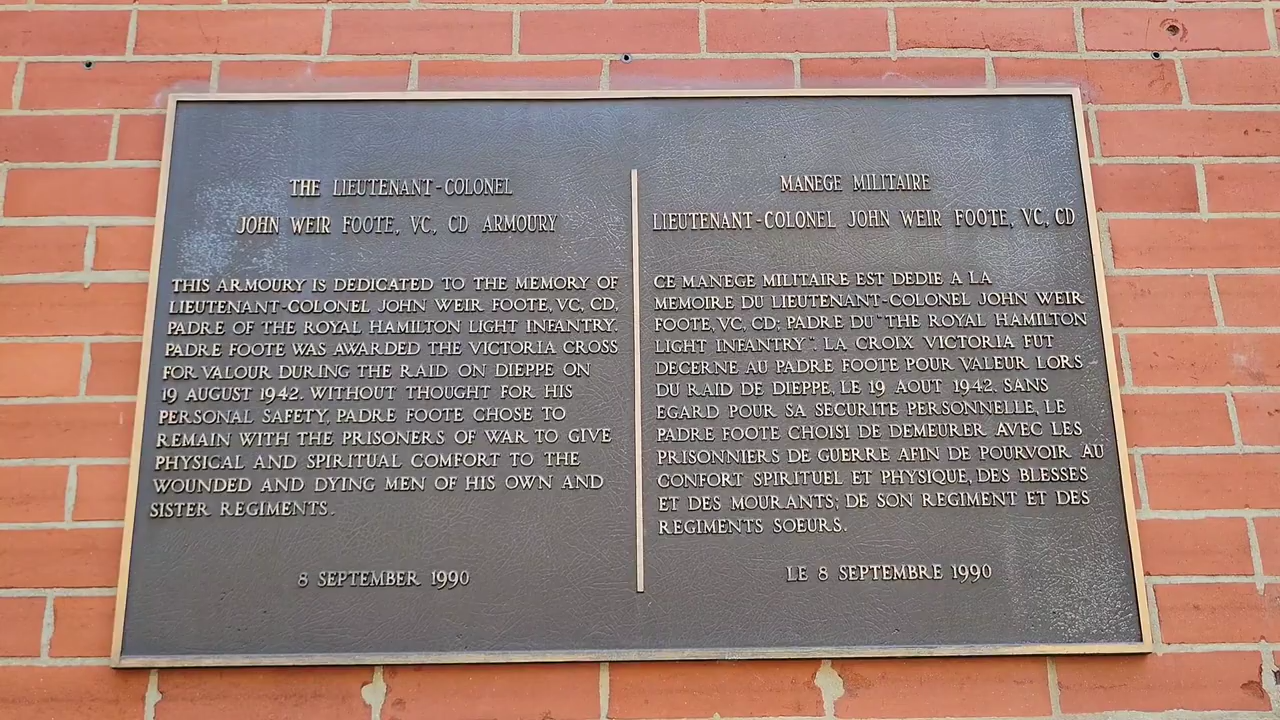 THE LIEUTENANT-COLONEL
JOHN WEIR FOOTE, VC, CD ARMOURY
THIS ARMOURY IS DEDICATED TO THE MEMORY OF
LIEUTENANT-COLONEL JOHN WEIR FOOTE, VC, CD,
PADRE OF THE ROYAL HAMILTON LIGHT INFANTRY.
PADRE FOOTE WAS AWARDED THE VICTORIA CROSS
FOR VALOUR DURING THE RAID ON DIEPPE ON
19 AUGUST 1942. WITHOUT THOUGHT FOR HIS
PERSONAL SAFETY, PADRE FOOTE CHOSE TO
REMAIN WITH THE PRISONERS OF WAR TO GIVE
PHYSICAL AND SPIRITUAL COMFORT TO THE
WOUNDED AND DYING MEN OF HIS OWN AND
SISTER REGIMENTS.
8 SEPTEMBER 1990
MANEGE MILITAIRE
LIEUTENANT-COLONEL JOHN WEIR FOOTE, VC, CD
CE MANEGE MILITAIRE EST DEDIE A LA
MEMOIRE DU LIEUTENANT-COLONEL JOHN WEIR
FOOTE, VC, CD; PADRE DU "THE ROYAL HAMILTON
LIGHT INFANTRY". LA CROIX VICTORIA FUT
DECERNE AU PADRE FOOTE POUR VALEUR LORS
DU RAID DE DIEPPE, LE 19 AOUT 1942. SANS
EGARD POUR SA SECURITE PERSONNELLE, LE
PADRE FOOTE CHOISI DE DEMEURER AVEC LES
PRISONNIERS DE GUERRE AFIN DE POURVOIR AU
CONFORT SPIRITUEL ET PHYSIQUE, DES BLESSES
ET DES MOURANTS; DE SON REGIMENT ET DES
REGIMENTS SOEURS.
LE 8 SEPTEMBRE 1990